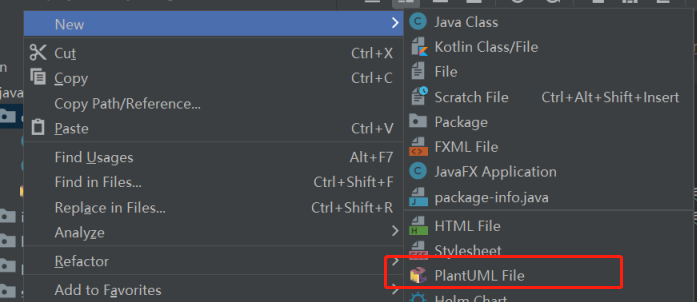 New
Cut Ctrl+X
Copy Ctrl+C
Copy Path/Reference...
Paste Ctrl+V
Find Usages Alt+F7
Find in Files... Ctrl+Shift+F
Replace in Files... Ctrl+Shift+R
Analyze
Refactor
Add to Favorites
Java Class
Kotlin Class/File
File
Scratch File Ctrl+Alt+Shift+Insert
Package
FXML File
JavaFX Application
package-info.java
HTML File
Stylesheet
PlantUML File
Helm Chart
java